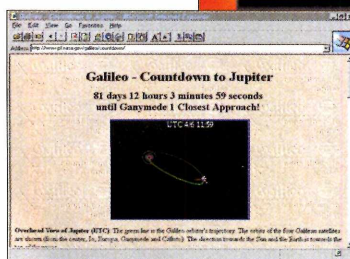 File Edit View Go Favorites Help
Galileo - Countdown to Jupiter
81 days 12 hours 3 minutes 59 seconds
until Ganymede 1 Closest Approach!
UTC 4/6 11:59
Overhead View of Jupiter (UTC): The green line is the Galileo orbiter's trajectory. The orbits of the four Galilean satellites
are shown (from the center, Io, Europa, Ganymede and Callisto). The direction towards the Sun and the Earth is towards the